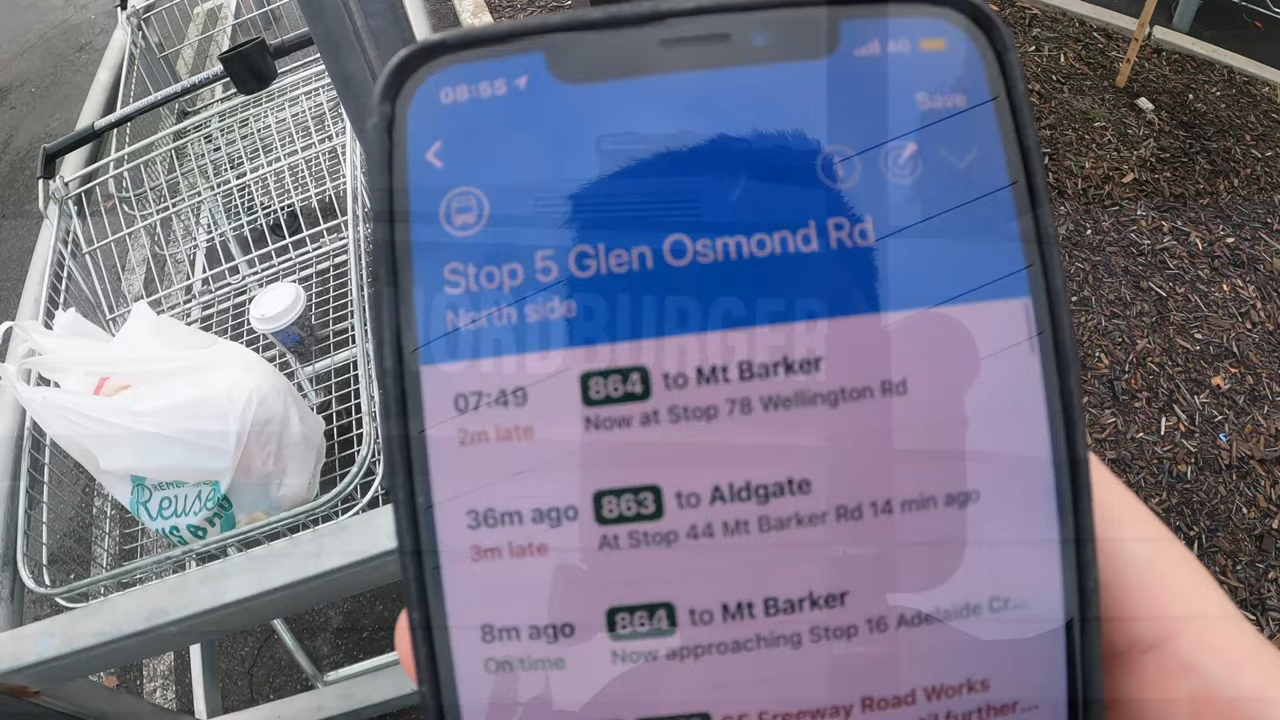 08:55
4G
Save
Stop 5 Glen Osmond Rd
North side
WORDBURGER
07:49 864 to Mt Barker
2m late Now at Stop 78 Wellington Rd
36m ago 863 to Aldgate
3m late At Stop 44 Mt Barker Rd 14 min ago
8m ago 864 to Mt Barker
On time Now approaching Stop 16 Adelaide Cr...
Freeway Road Works
further...
Reuse